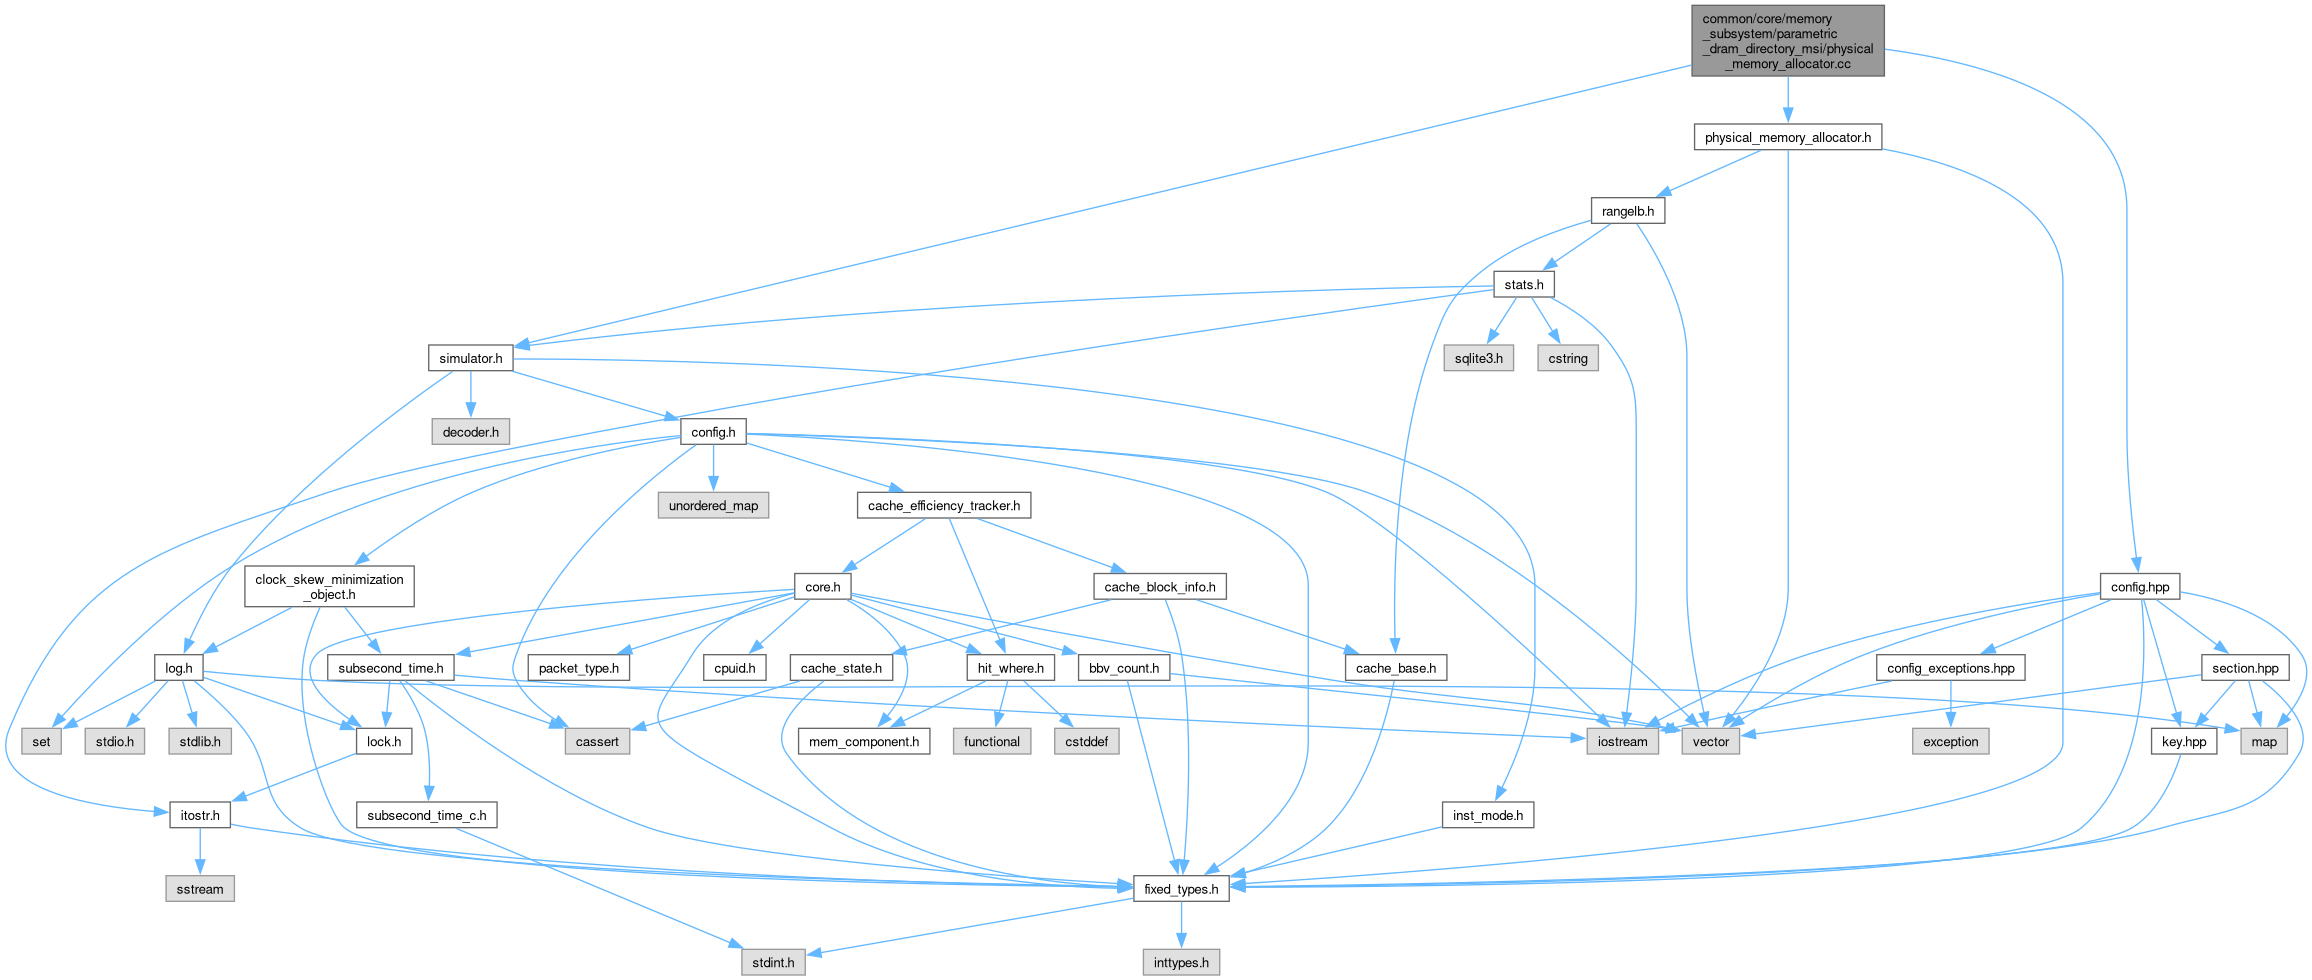 common/core/memory
_subsystem/parametric
_dram_directory_msi/physical
_memory_allocator.cc
physical_memory_allocator.h
rangelb.h
stats.h
simulator.h
sqlite3.h
cstring
decoder.h
config.h
unordered_map
cache_efficiency_tracker.h
clock_skew_minimization
_object.h
core.h
cache_block_info.h
config.hpp
log.h
subsecond_time.h
packet_type.h
cpuid.h
cache_state.h
hit_where.h
bbv_count.h
cache_base.h
config_exceptions.hpp
section.hpp
set
stdio.h
stdlib.h
lock.h
cassert
mem_component.h
functional
cstddef
iostream
vector
exception
key.hpp
map
itostr.h
subsecond_time_c.h
inst_mode.h
sstream
fixed_types.h
stdint.h
inttypes.h